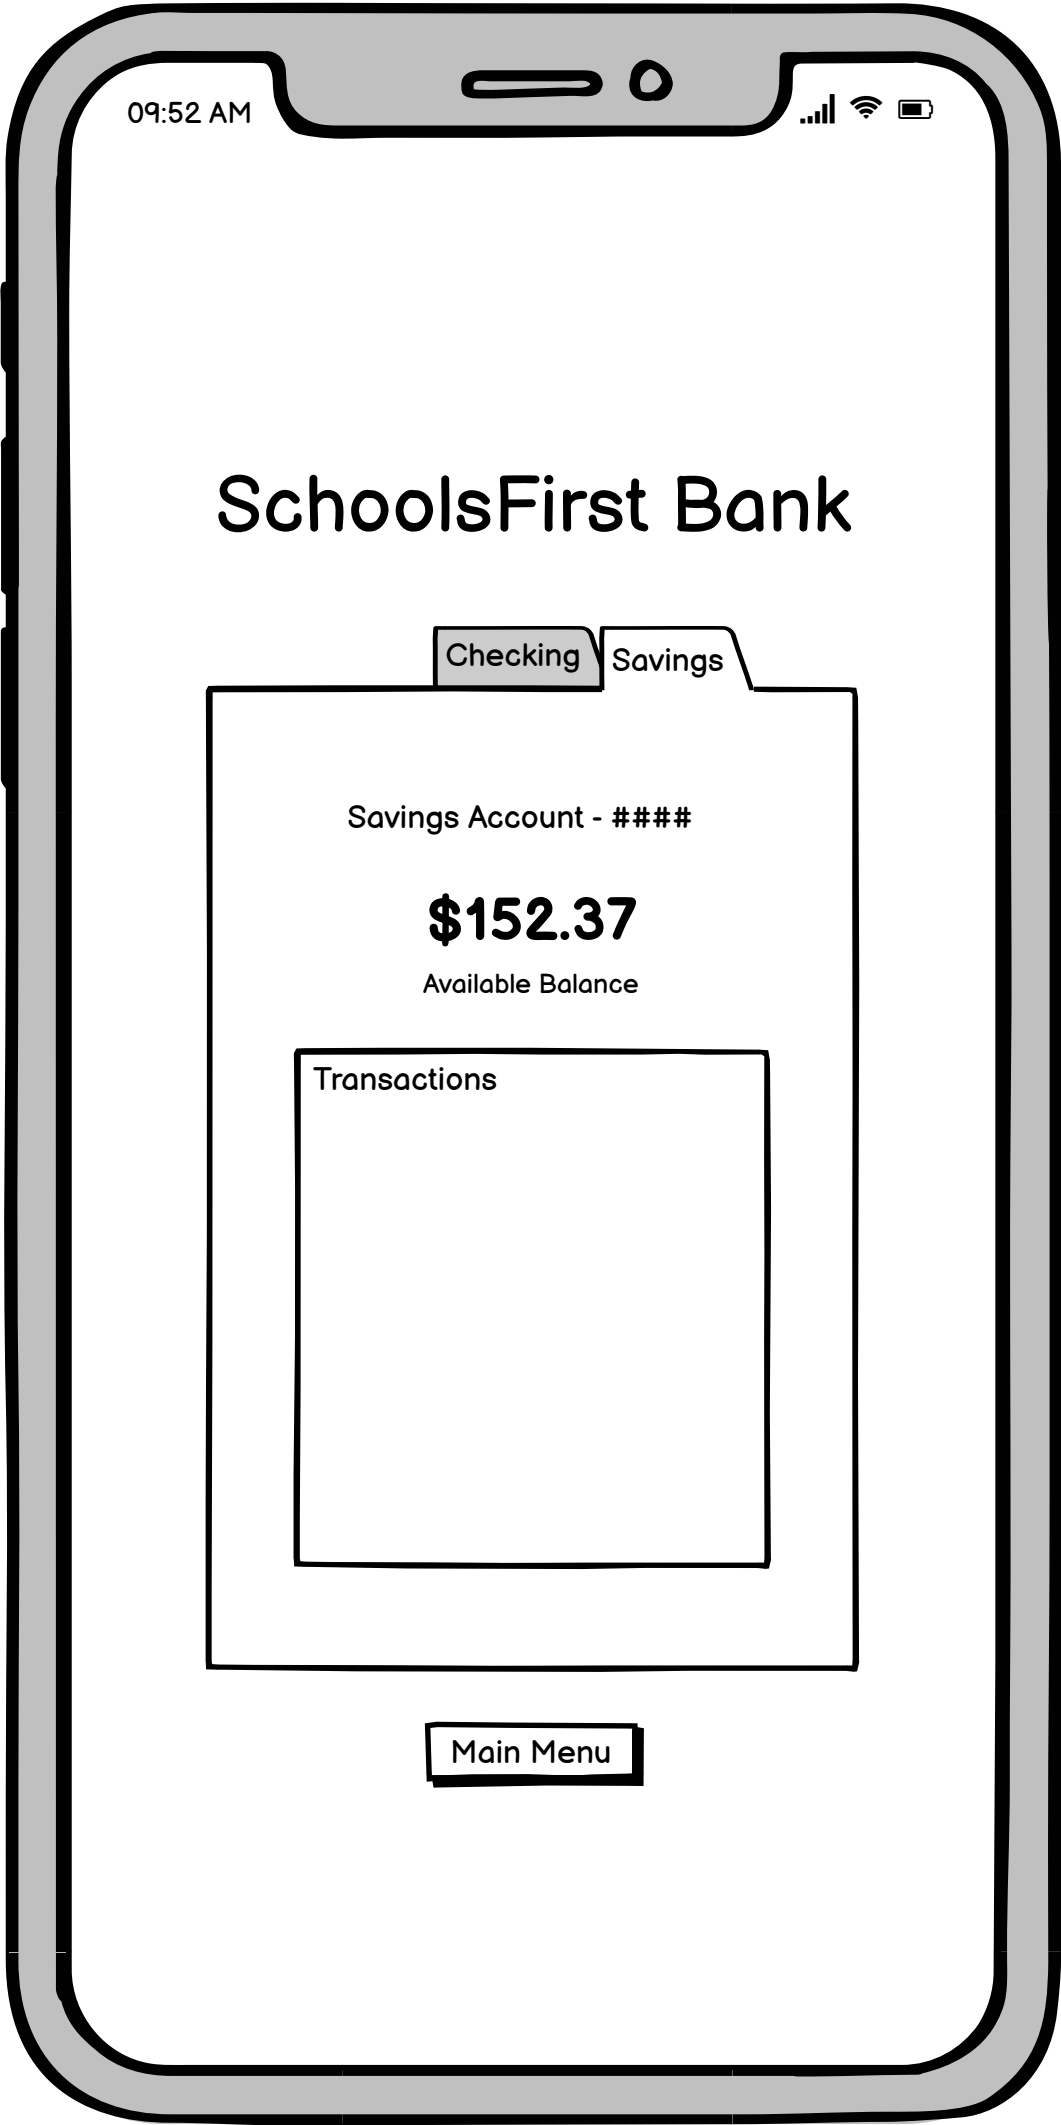 09:52 AM
SchoolsFirst Bank
Checking
Savings
Savings Account - ####
$152.37
Available Balance
Transactions
Main Menu